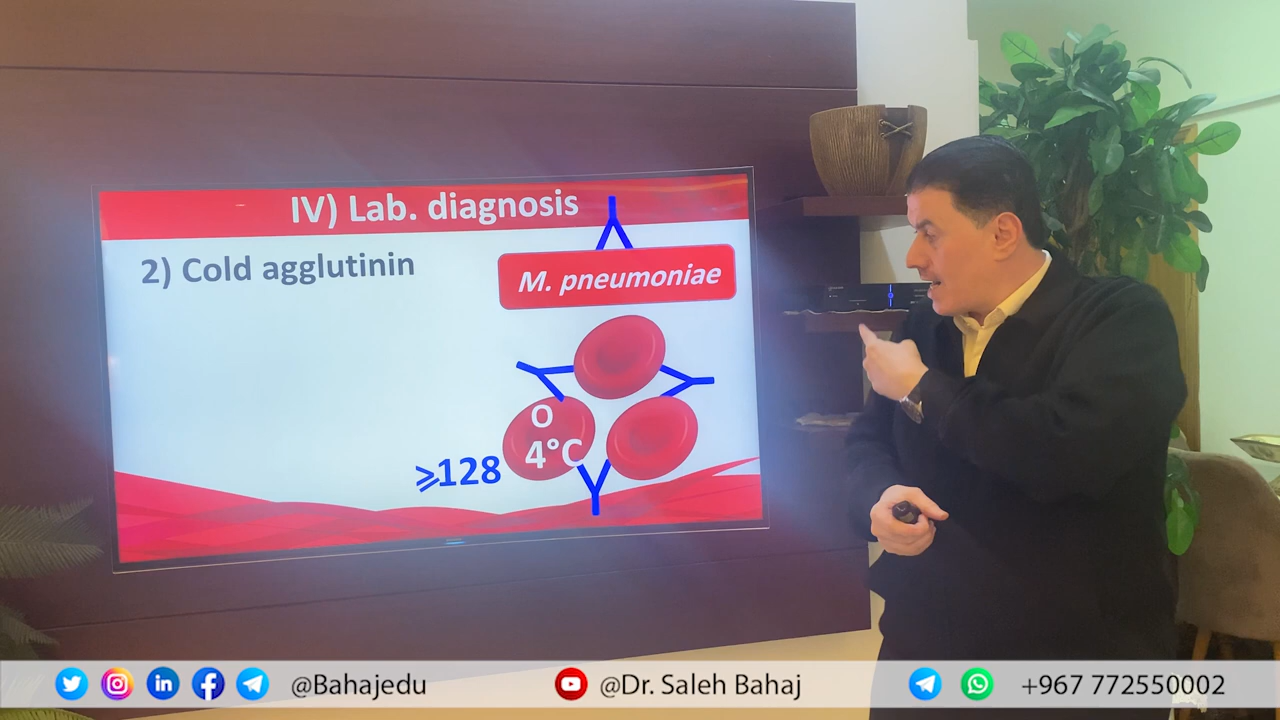 IV) Lab. diagnosis
2) Cold agglutinin
M. pneumoniae
O
4°C
⩾128
@Bahajedu
@Dr. Saleh Bahaj
+967 772550002